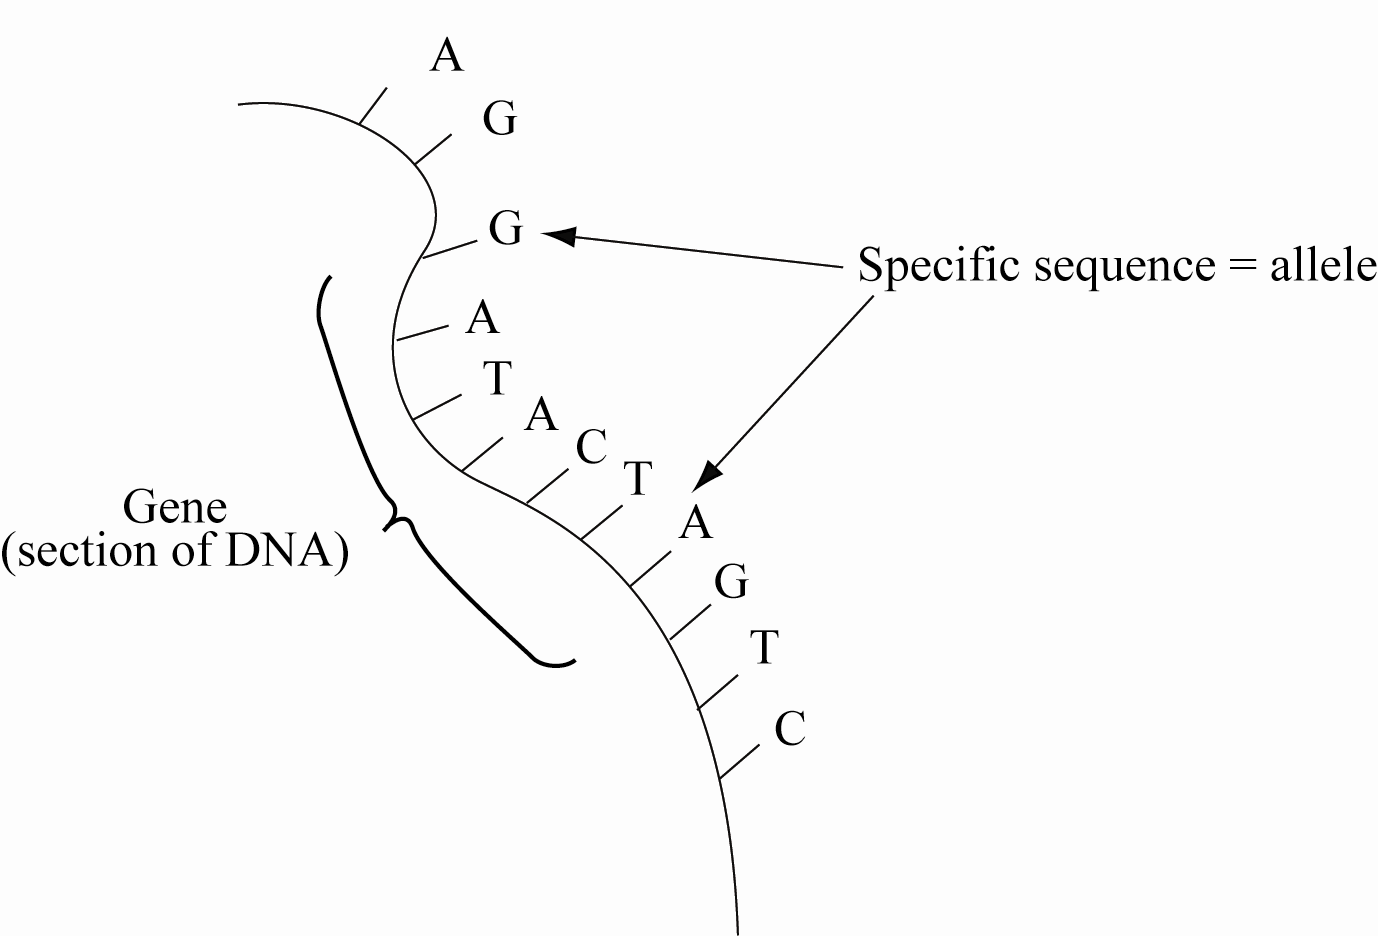 A
G
G
Specific sequence = allele
A
T
A
C
T
A
Gene
(section of DNA)
G
T
C